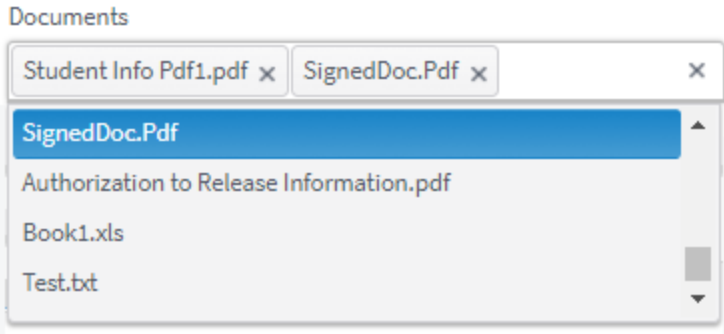 Documents
Student Info Pdf1.pdf × SignedDoc.Pdf × ×
SignedDoc.Pdf
Authorization to Release Information.pdf
Book1.xls
Test.txt